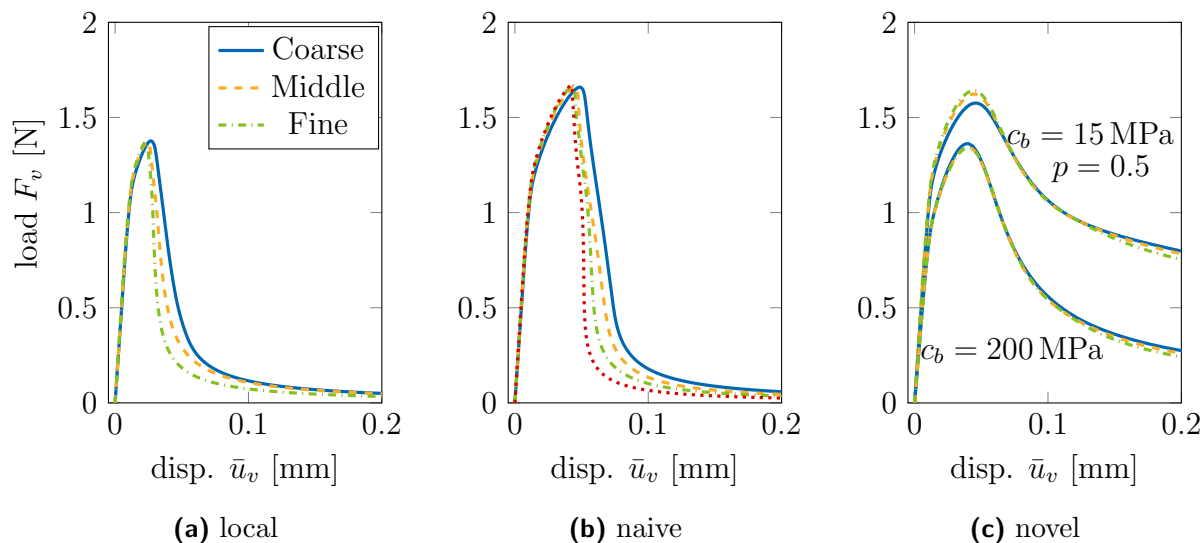 2
1.5
1
0.5
0
load F_v [N]
0 0.1 0.2
disp. ū_v [mm]
Coarse
Middle
Fine
(a) local
2
1.5
1
0.5
0
0 0.1 0.2
disp. ū_v [mm]
(b) naive
2
1.5
1
0.5
0
c_b = 15 MPa
p = 0.5
c_b = 200 MPa
0 0.1 0.2
disp. ū_v [mm]
(c) novel